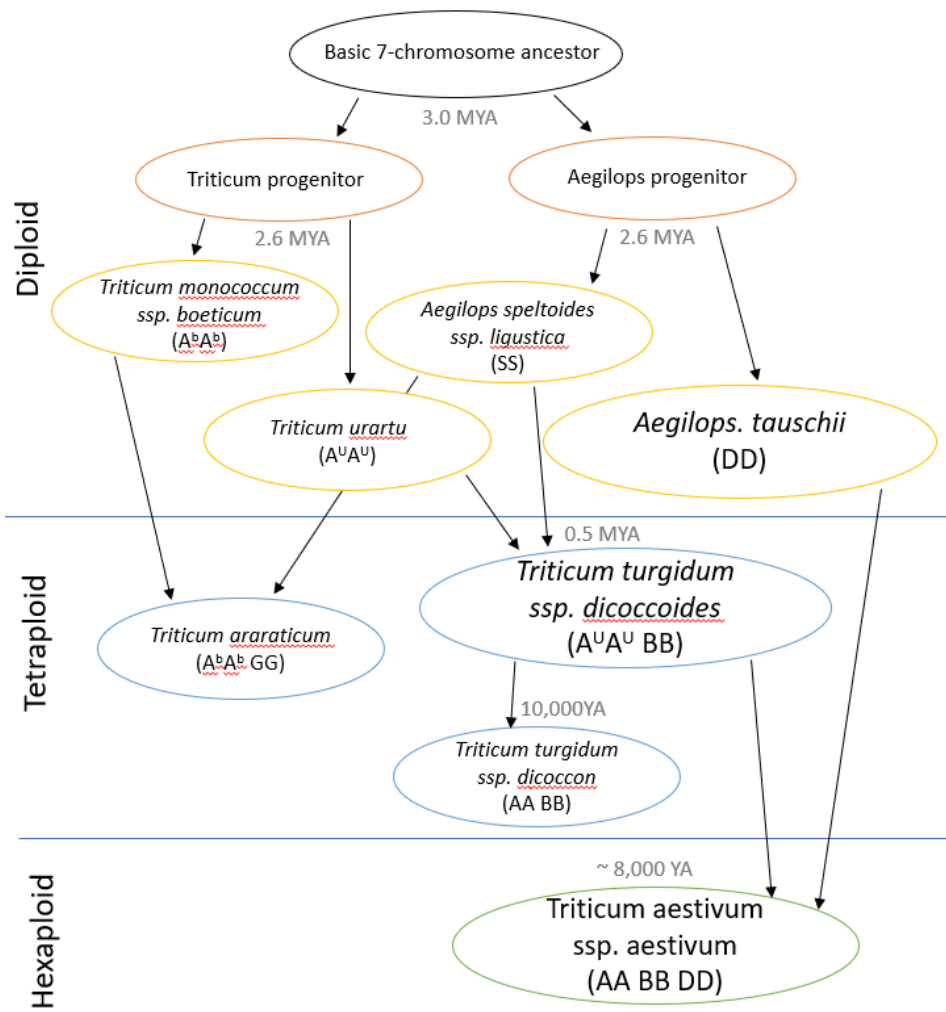 Basic 7-chromosome ancestor
3.0 MYA
Triticum progenitor
Aegilops progenitor
Diploid
2.6 MYA
2.6 MYA
Triticum monococcum
ssp. boeticum
(AᵇAᵇ)
Aegilops speltoides
ssp. ligustica
(SS)
Triticum urartu
(AᵁAᵁ)
Aegilops. tauschii
(DD)
0.5 MYA
Tetraploid
Triticum turgidum
ssp. dicoccoides
(AᵁAᵁ BB)
Triticum araraticum
(AᵇAᵇ GG)
10,000YA
Triticum turgidum
ssp. dicoccon
(AA BB)
Hexaploid
~ 8,000 YA
Triticum aestivum
ssp. aestivum
(AA BB DD)